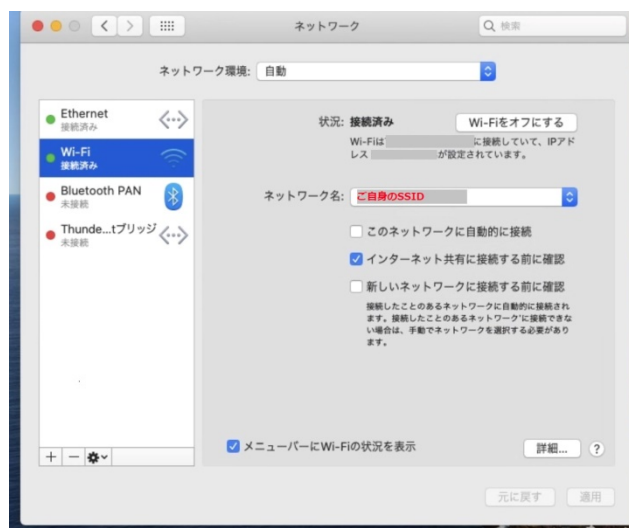 ネットワーク
検索
ネットワーク環境: 自動
Ethernet
接続済み
Wi-Fi
接続済み
Bluetooth PAN
未接続
Thunde...tブリッジ
未接続
状況: 接続済み
Wi-Fiをオフにする
Wi-Fiは に接続していて、IPアド
レス が設定されています。
ネットワーク名: ご自身のSSID
このネットワークに自動的に接続
インターネット共有に接続する前に確認
新しいネットワークに接続する前に確認
接続したことのあるネットワークに自動的に接続され
ます。接続したことのあるネットワークに接続できな
い場合は、手動でネットワークを選択する必要があり
ます。
メニューバーにWi-Fiの状況を表示
詳細...
?
元に戻す
適用